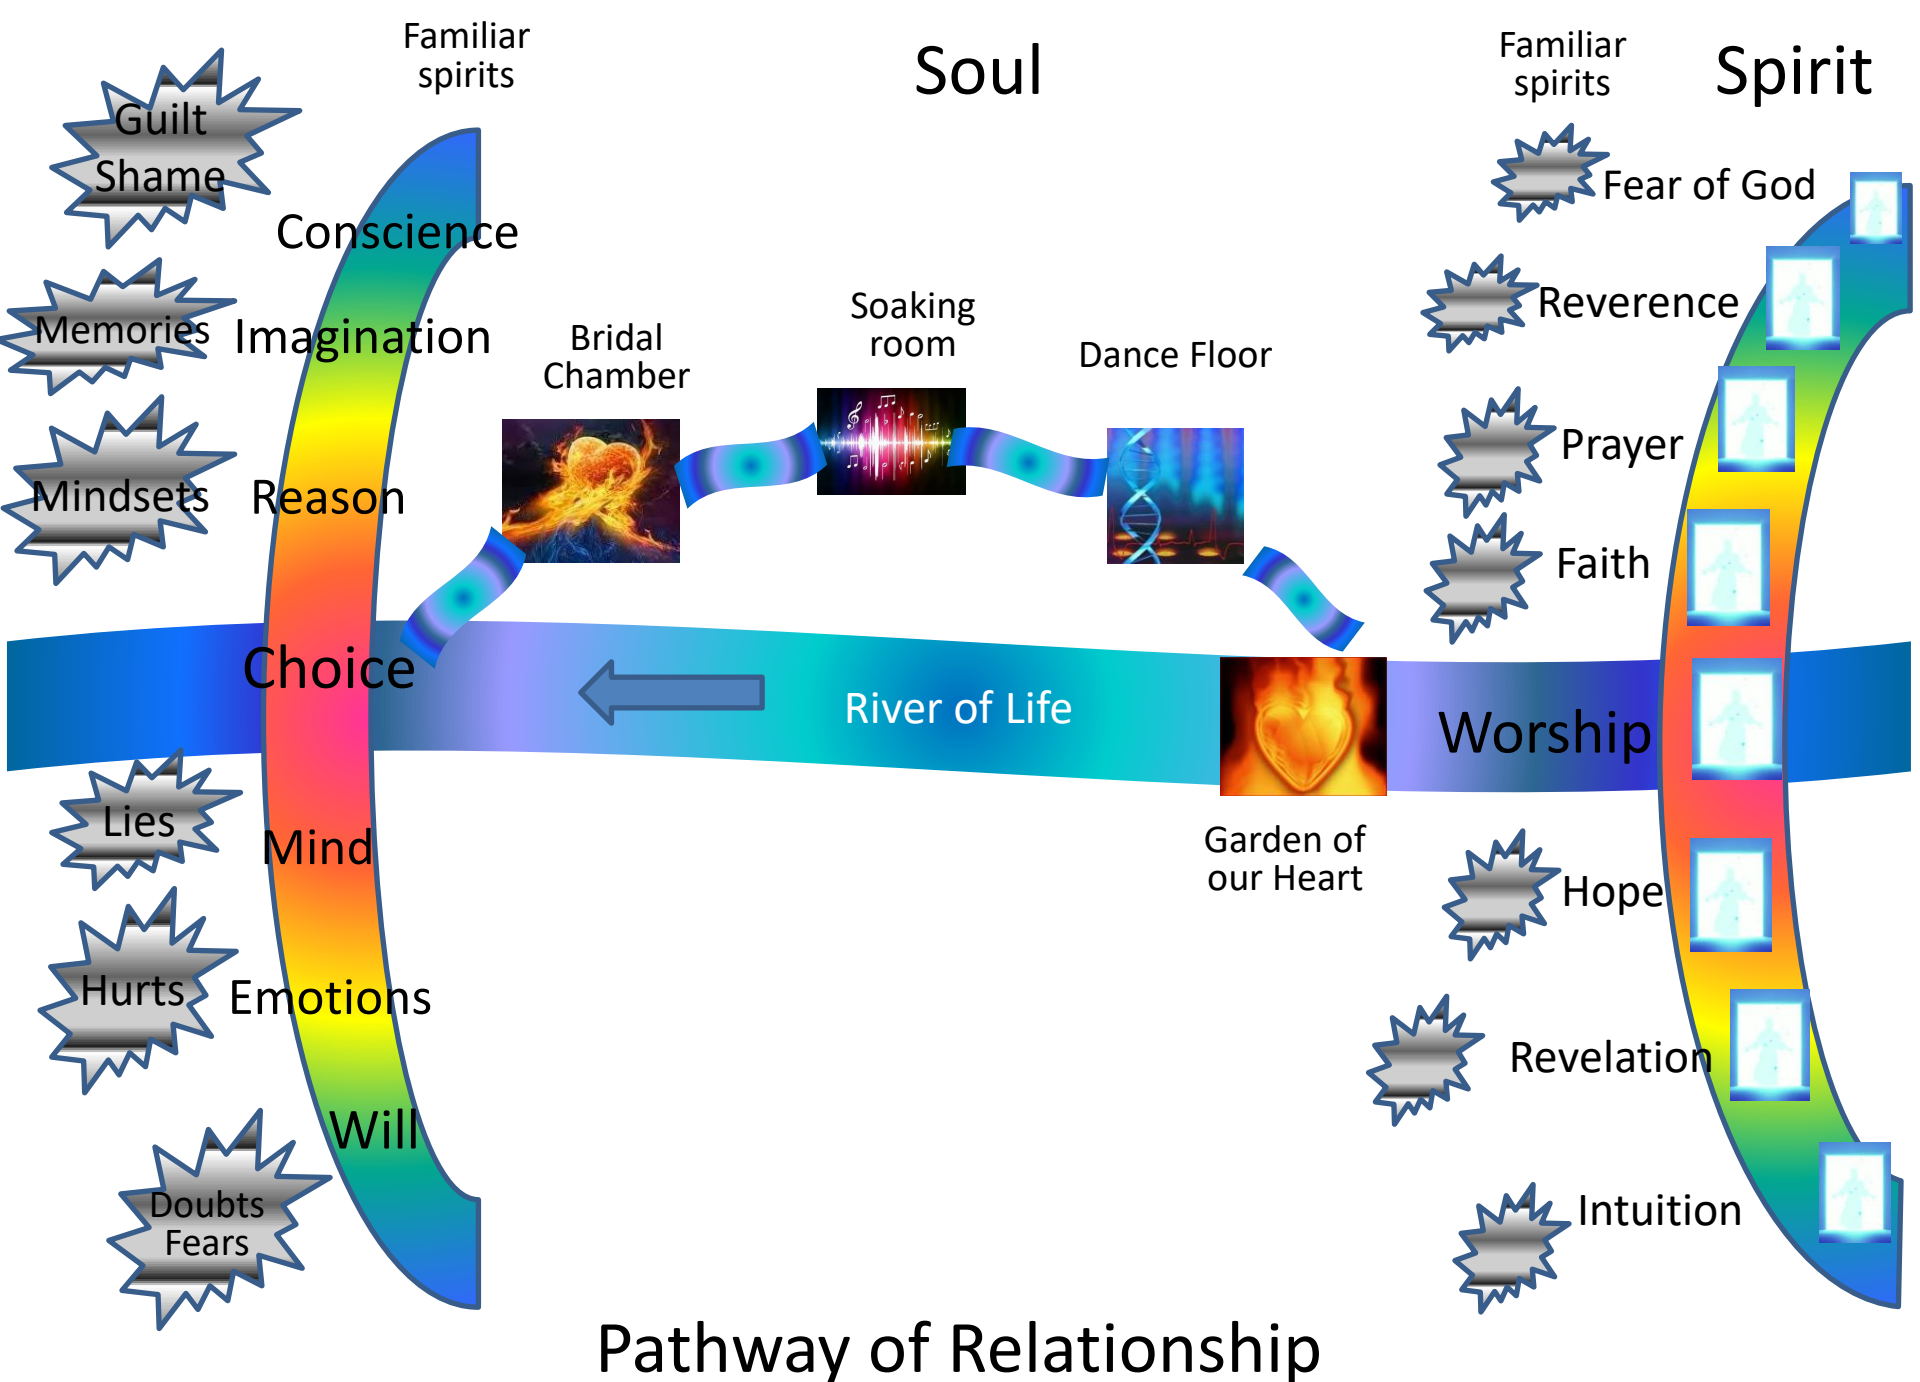 Familiar
spirits
Soul
Familiar
spirits
Spirit
Guilt
Shame
Conscience
Memories
Imagination
Mindsets
Reason
Choice
Lies
Mind
Hurts
Emotions
Doubts
Fears
Will
Bridal
Chamber
Soaking
room
Dance Floor
River of Life
Garden of
our Heart
Fear of God
Reverence
Prayer
Faith
Worship
Hope
Revelation
Intuition
Pathway of Relationship